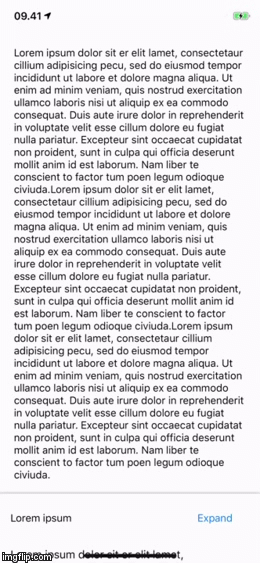 09.41
Lorem ipsum dolor sit er elit lamet, consectetaur
cillium adipisicing pecu, sed do eiusmod tempor
incididunt ut labore et dolore magna aliqua. Ut
enim ad minim veniam, quis nostrud exercitation
ullamco laboris nisi ut aliquip ex ea commodo
consequat. Duis aute irure dolor in reprehenderit
in voluptate velit esse cillum dolore eu fugiat
nulla pariatur. Excepteur sint occaecat cupidatat
non proident, sunt in culpa qui officia deserunt
mollit anim id est laborum. Nam liber te
conscient to factor tum poen legum odioque
civiuda.Lorem ipsum dolor sit er elit lamet,
consectetaur cillium adipisicing pecu, sed do
eiusmod tempor incididunt ut labore et dolore
magna aliqua. Ut enim ad minim veniam, quis
nostrud exercitation ullamco laboris nisi ut
aliquip ex ea commodo consequat. Duis aute
irure dolor in reprehenderit in voluptate velit
esse cillum dolore eu fugiat nulla pariatur.
Excepteur sint occaecat cupidatat non proident,
sunt in culpa qui officia deserunt mollit anim id
est laborum. Nam liber te conscient to factor
tum poen legum odioque civiuda.Lorem ipsum
dolor sit er elit lamet, consectetaur cillium
adipisicing pecu, sed do eiusmod tempor
incididunt ut labore et dolore magna aliqua. Ut
enim ad minim veniam, quis nostrud exercitation
ullamco laboris nisi ut aliquip ex ea commodo
consequat. Duis aute irure dolor in reprehenderit
in voluptate velit esse cillum dolore eu fugiat
nulla pariatur. Excepteur sint occaecat cupidatat
non proident, sunt in culpa qui officia deserunt
mollit anim id est laborum. Nam liber te
conscient to factor tum poen legum odioque
civiuda.
Lorem ipsum Expand
ipsum dolor sit er elit lamet,
imgflip.com